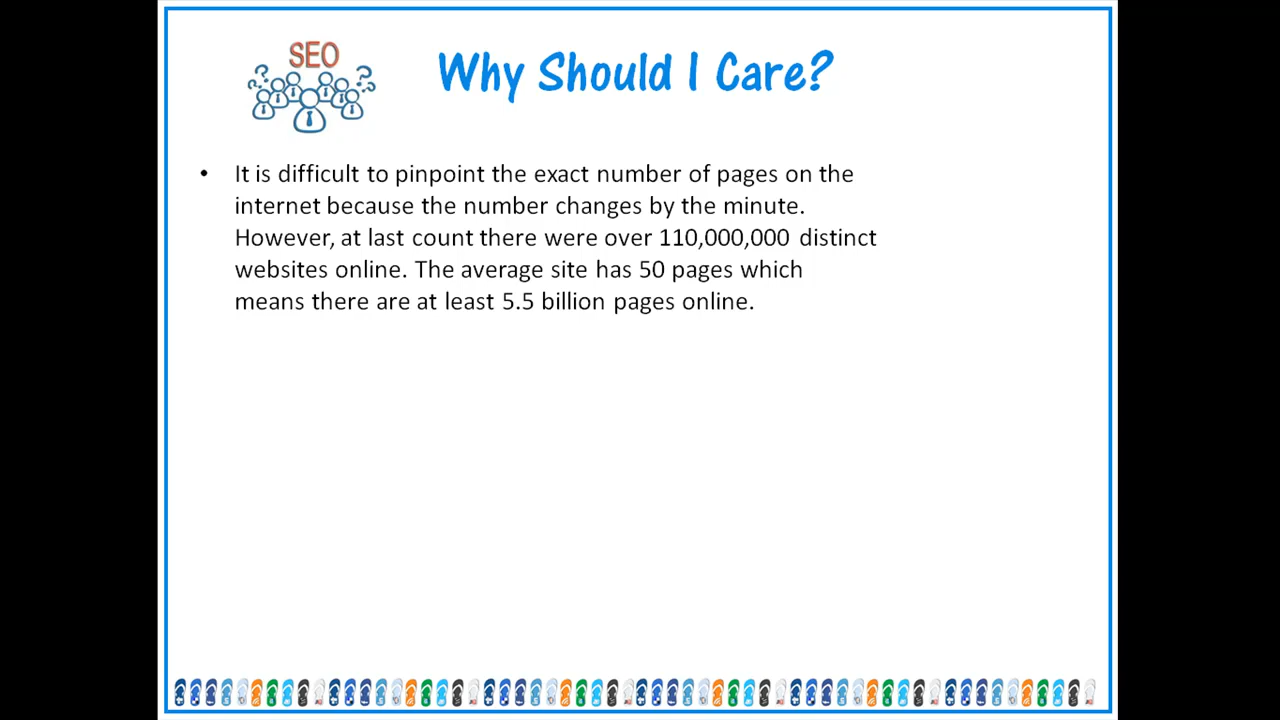 SEO
Why Should I Care?
• It is difficult to pinpoint the exact number of pages on the
internet because the number changes by the minute.
However, at last count there were over 110,000,000 distinct
websites online. The average site has 50 pages which
means there are at least 5.5 billion pages online.